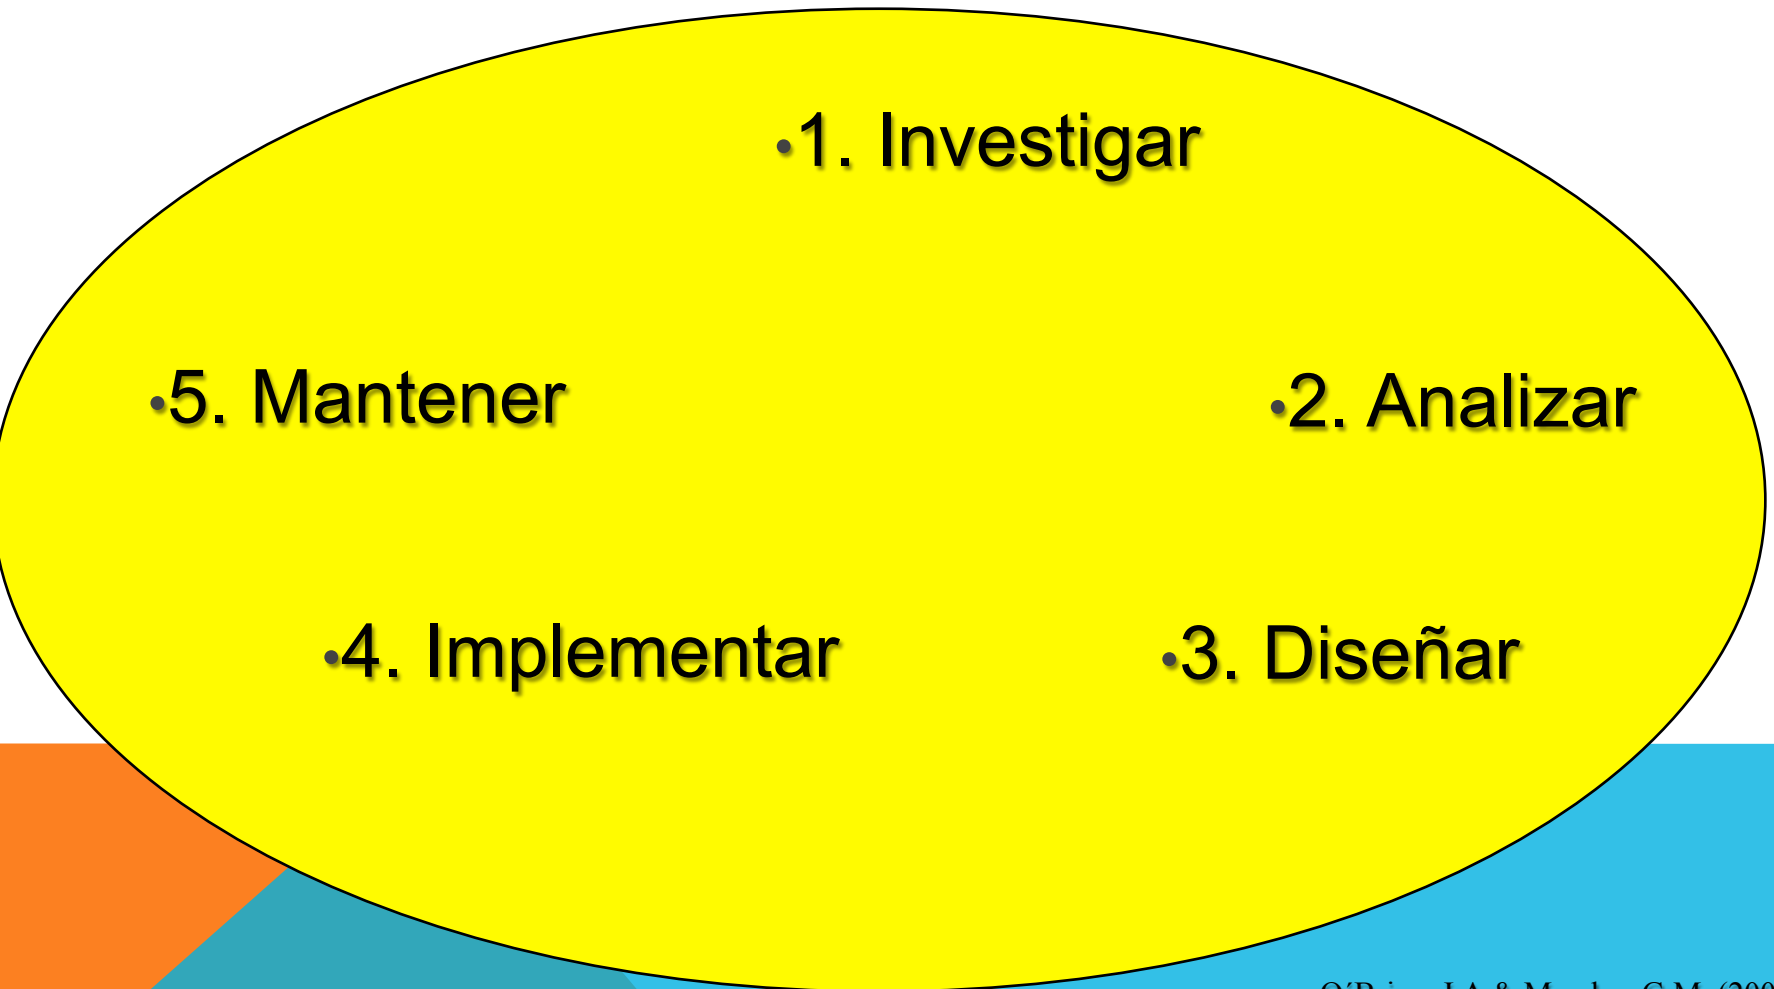 •1. Investigar
•2. Analizar
•3. Diseñar
•4. Implementar
•5. Mantener